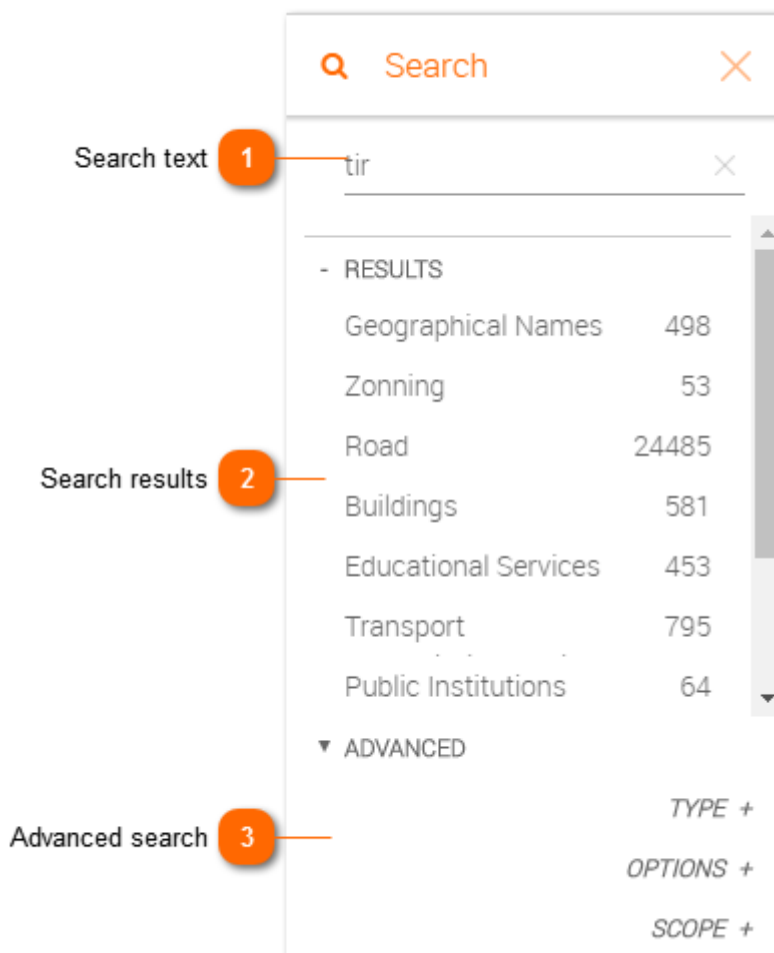 Search
Search text 1 tir
- RESULTS
Geographical Names 498
Zonning 53
Road 24485
Search results 2
Buildings 581
Educational Services 453
Transport 795
Public Institutions 64
▼ ADVANCED
TYPE +
Advanced search 3
OPTIONS +
SCOPE +